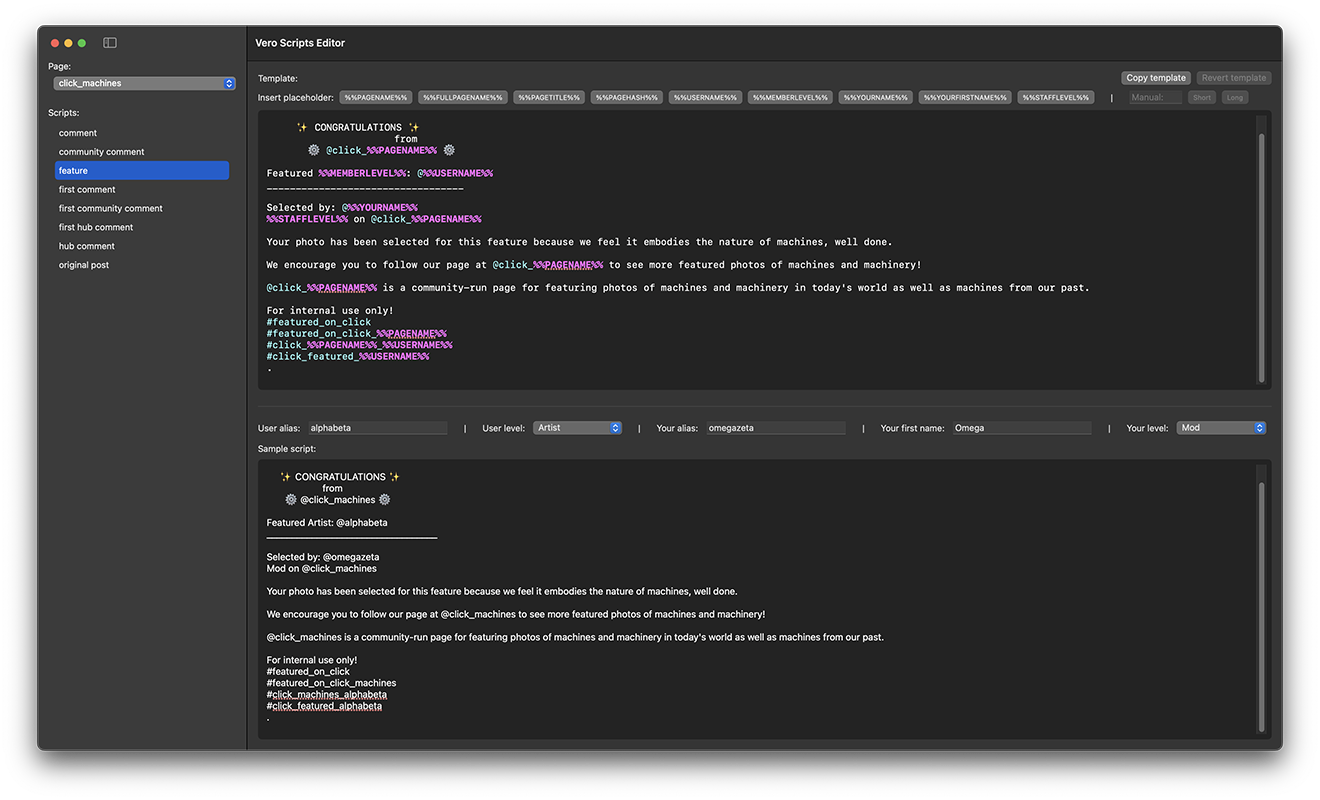 Vero Scripts Editor
Page:
click_machines
Scripts:
comment
community comment
feature
first comment
first community comment
first hub comment
hub comment
original post
Template:
Copy template Revert template
Insert placeholder: %%PAGENAME%% %%FULLPAGENAME%% %%PAGETITLE%% %%PAGEHASH%% %%USERNAME%% %%MEMBERLEVEL%% %%YOURNAME%% %%YOURFIRSTNAME%% %%STAFFLEVEL%% | Manual: Short Long
✨ CONGRATULATIONS ✨
from
⚙️ @click_%%PAGENAME%% ⚙️
Featured %%MEMBERLEVEL%%: @%%USERNAME%%
__________________________________
Selected by: @%%YOURNAME%%
%%STAFFLEVEL%% on @click_%%PAGENAME%%
Your photo has been selected for this feature because we feel it embodies the nature of machines, well done.
We encourage you to follow our page at @click_%%PAGENAME%% to see more featured photos of machines and machinery!
@click_%%PAGENAME%% is a community-run page for featuring photos of machines and machinery in today's world as well as machines from our past.
For internal use only!
#featured_on_click
#featured_on_click_%%PAGENAME%%
#click_%%PAGENAME%%_%%USERNAME%%
#click_featured_%%USERNAME%%
.
User alias: alphabeta | User level: Artist | Your alias: omegazeta | Your first name: Omega | Your level: Mod
Sample script:
✨ CONGRATULATIONS ✨
from
⚙️ @click_machines ⚙️
Featured Artist: @alphabeta
__________________________________
Selected by: @omegazeta
Mod on @click_machines
Your photo has been selected for this feature because we feel it embodies the nature of machines, well done.
We encourage you to follow our page at @click_machines to see more featured photos of machines and machinery!
@click_machines is a community-run page for featuring photos of machines and machinery in today's world as well as machines from our past.
For internal use only!
#featured_on_click
#featured_on_click_machines
#click_machines_alphabeta
#click_featured_alphabeta
.